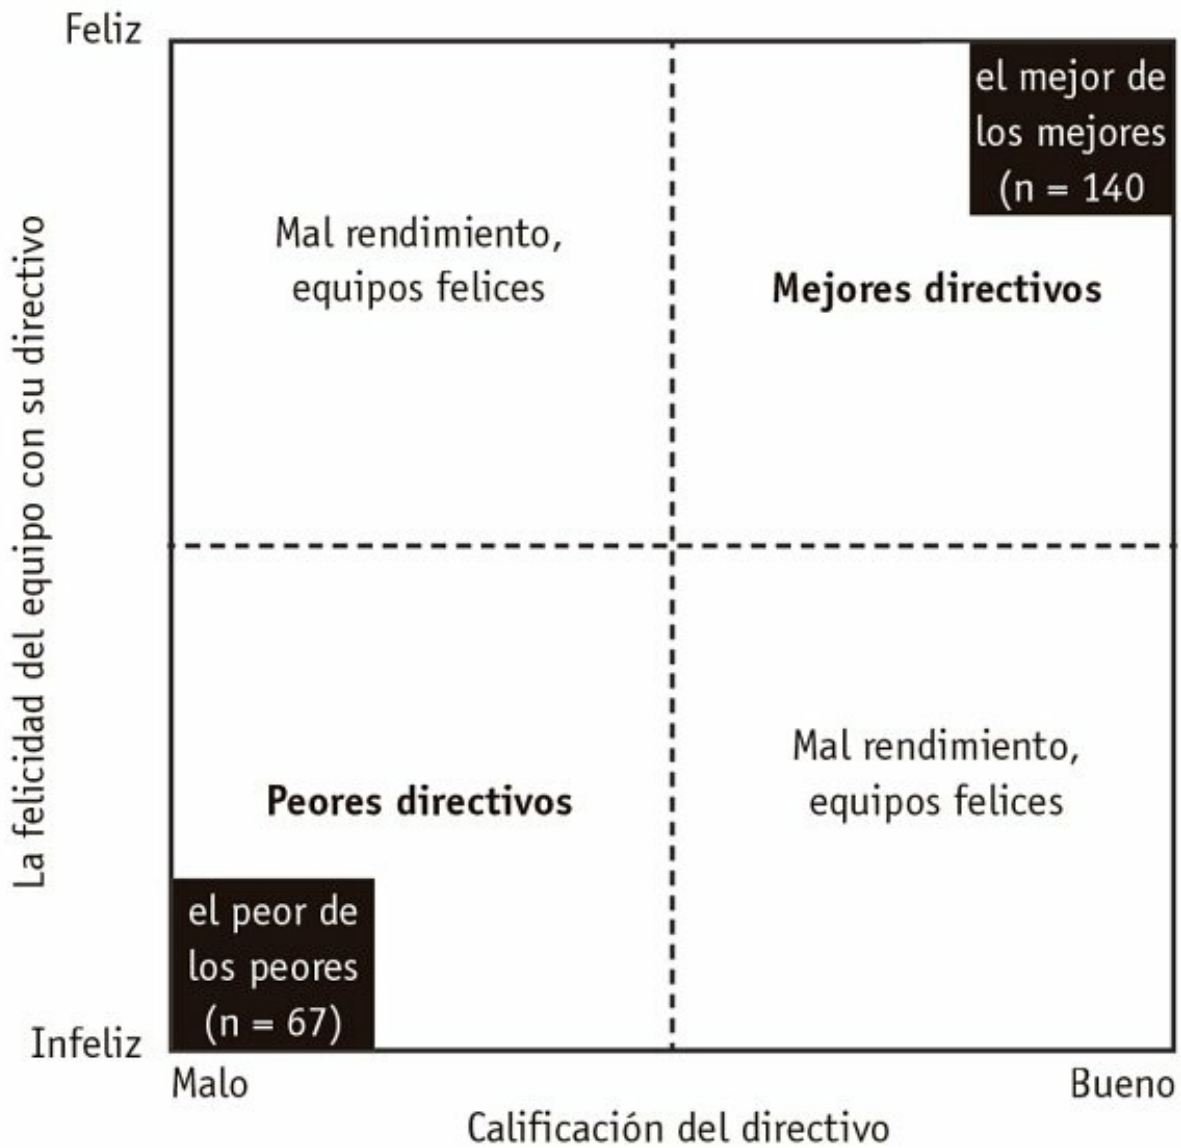 Feliz
el mejor de
los mejores
(n = 140
Mal rendimiento,
equipos felices
Mejores directivos
La felicidad del equipo con su directivo
Mal rendimiento,
equipos felices
Peores directivos
el peor de
los peores
(n = 67)
Infeliz
Malo
Bueno
Calificación del directivo